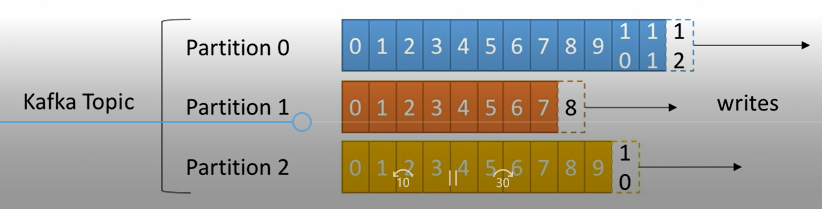 Kafka Topic
Partition 0
0 1 2 3 4 5 6 7 8 9 10 11 12
Partition 1
0 1 2 3 4 5 6 7 8
writes
Partition 2
0 1 2 3 4 5 6 7 8 9 10
10
30